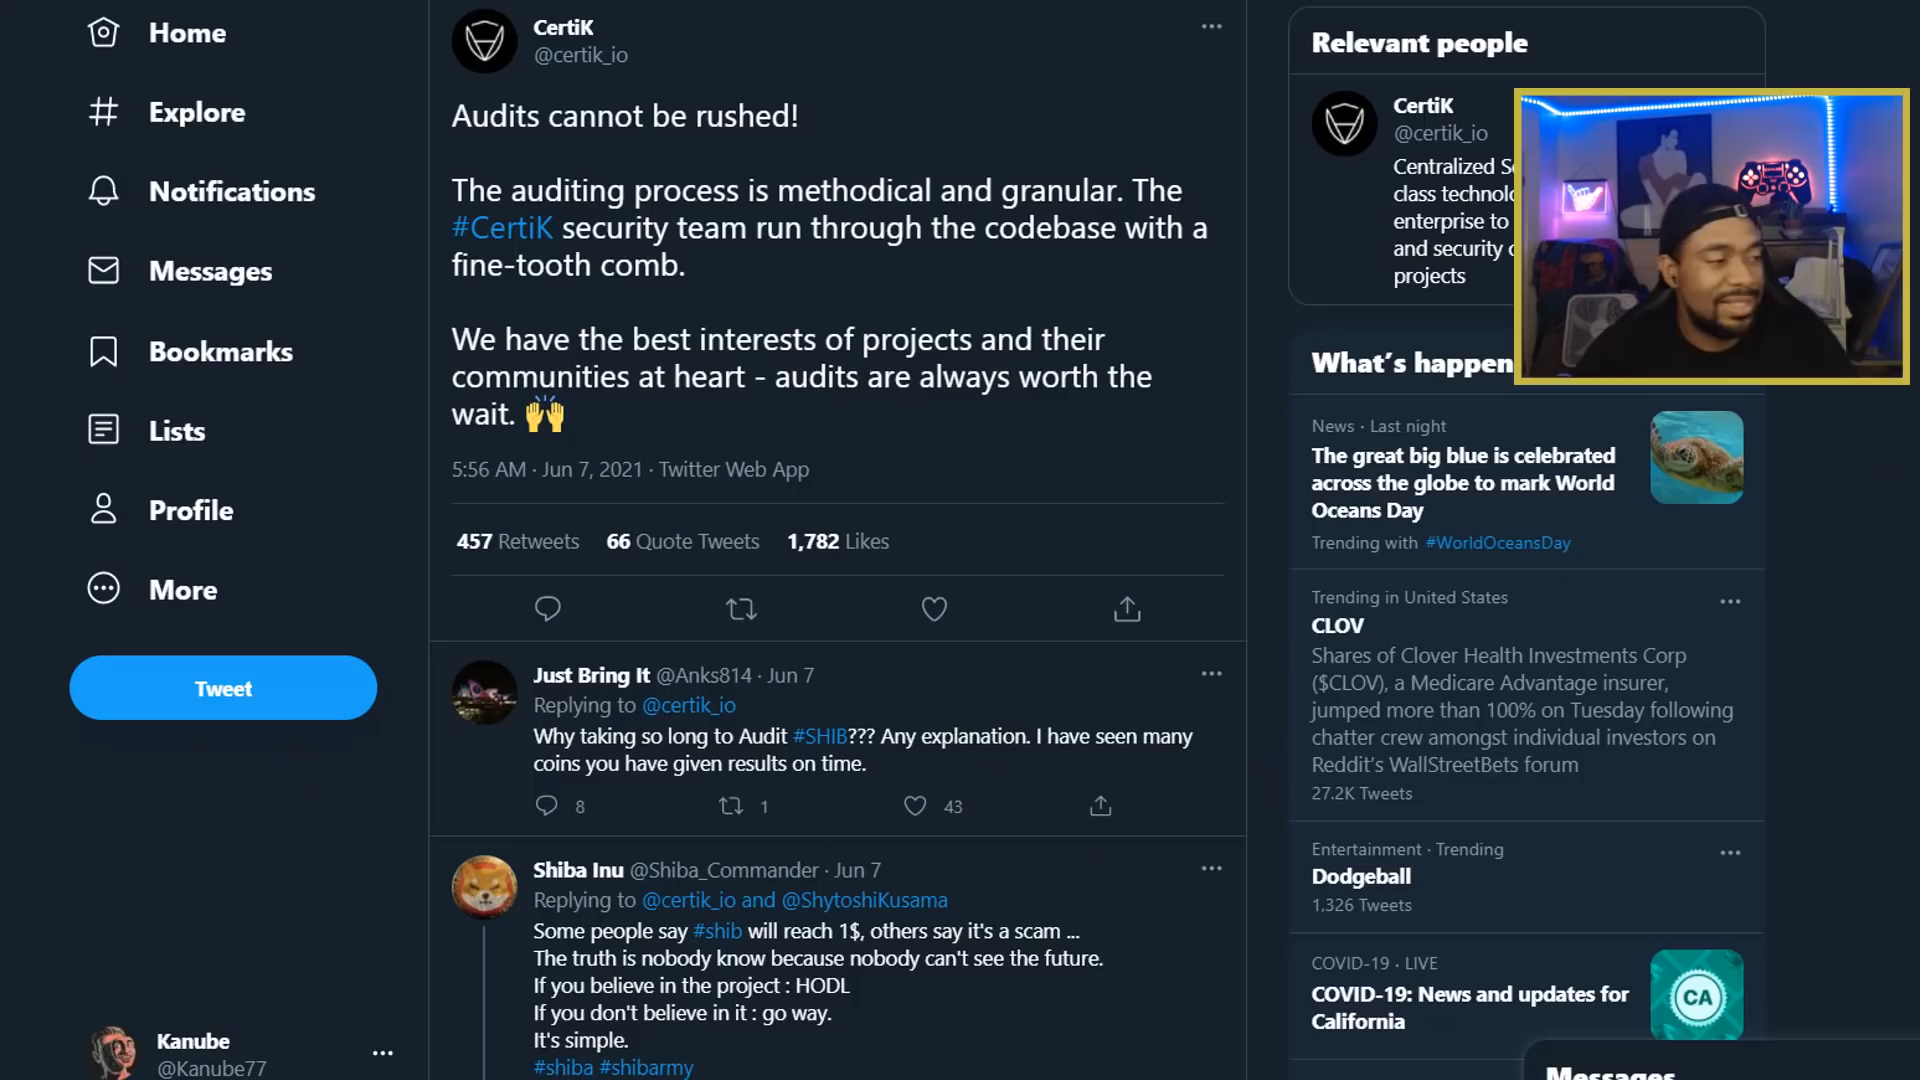 Home
Explore
Notifications
Messages
Bookmarks
Lists
Profile
More
Tweet
Kanube
@Kanube77
CertiK
@certik_io
Audits cannot be rushed!
The auditing process is methodical and granular. The
#CertiK security team run through the codebase with a
fine-tooth comb.
We have the best interests of projects and their
communities at heart - audits are always worth the
wait. 🙌
5:56 AM · Jun 7, 2021 · Twitter Web App
457 Retweets 66 Quote Tweets 1,782 Likes
Just Bring It @Anks814 · Jun 7
Replying to @certik_io
Why taking so long to Audit #SHIB??? Any explanation. I have seen many
coins you have given results on time.
8 1 43
Shiba Inu @Shiba_Commander · Jun 7
Replying to @certik_io and @ShytoshiKusama
Some people say #shib will reach 1$, others say it's a scam ...
The truth is nobody know because nobody can't see the future.
If you believe in the project : HODL
If you don't believe in it : go way.
It's simple.
#shiba #shibarmy
Relevant people
CertiK
@certik_io
Centralized
class
enterprise to
and security
projects
What's
News · Last night
The great big blue is celebrated
across the globe to mark World
Oceans Day
Trending with #WorldOceansDay
Trending in United States
CLOV
Shares of Clover Health Investments Corp
($CLOV), a Medicare Advantage insurer,
jumped more than 100% on Tuesday following
chatter crew amongst individual investors on
Reddit's WallStreetBets forum
27.2K Tweets
Entertainment · Trending
Dodgeball
1,326 Tweets
COVID-19 · LIVE
COVID-19: News and updates for
California
CA
Messages